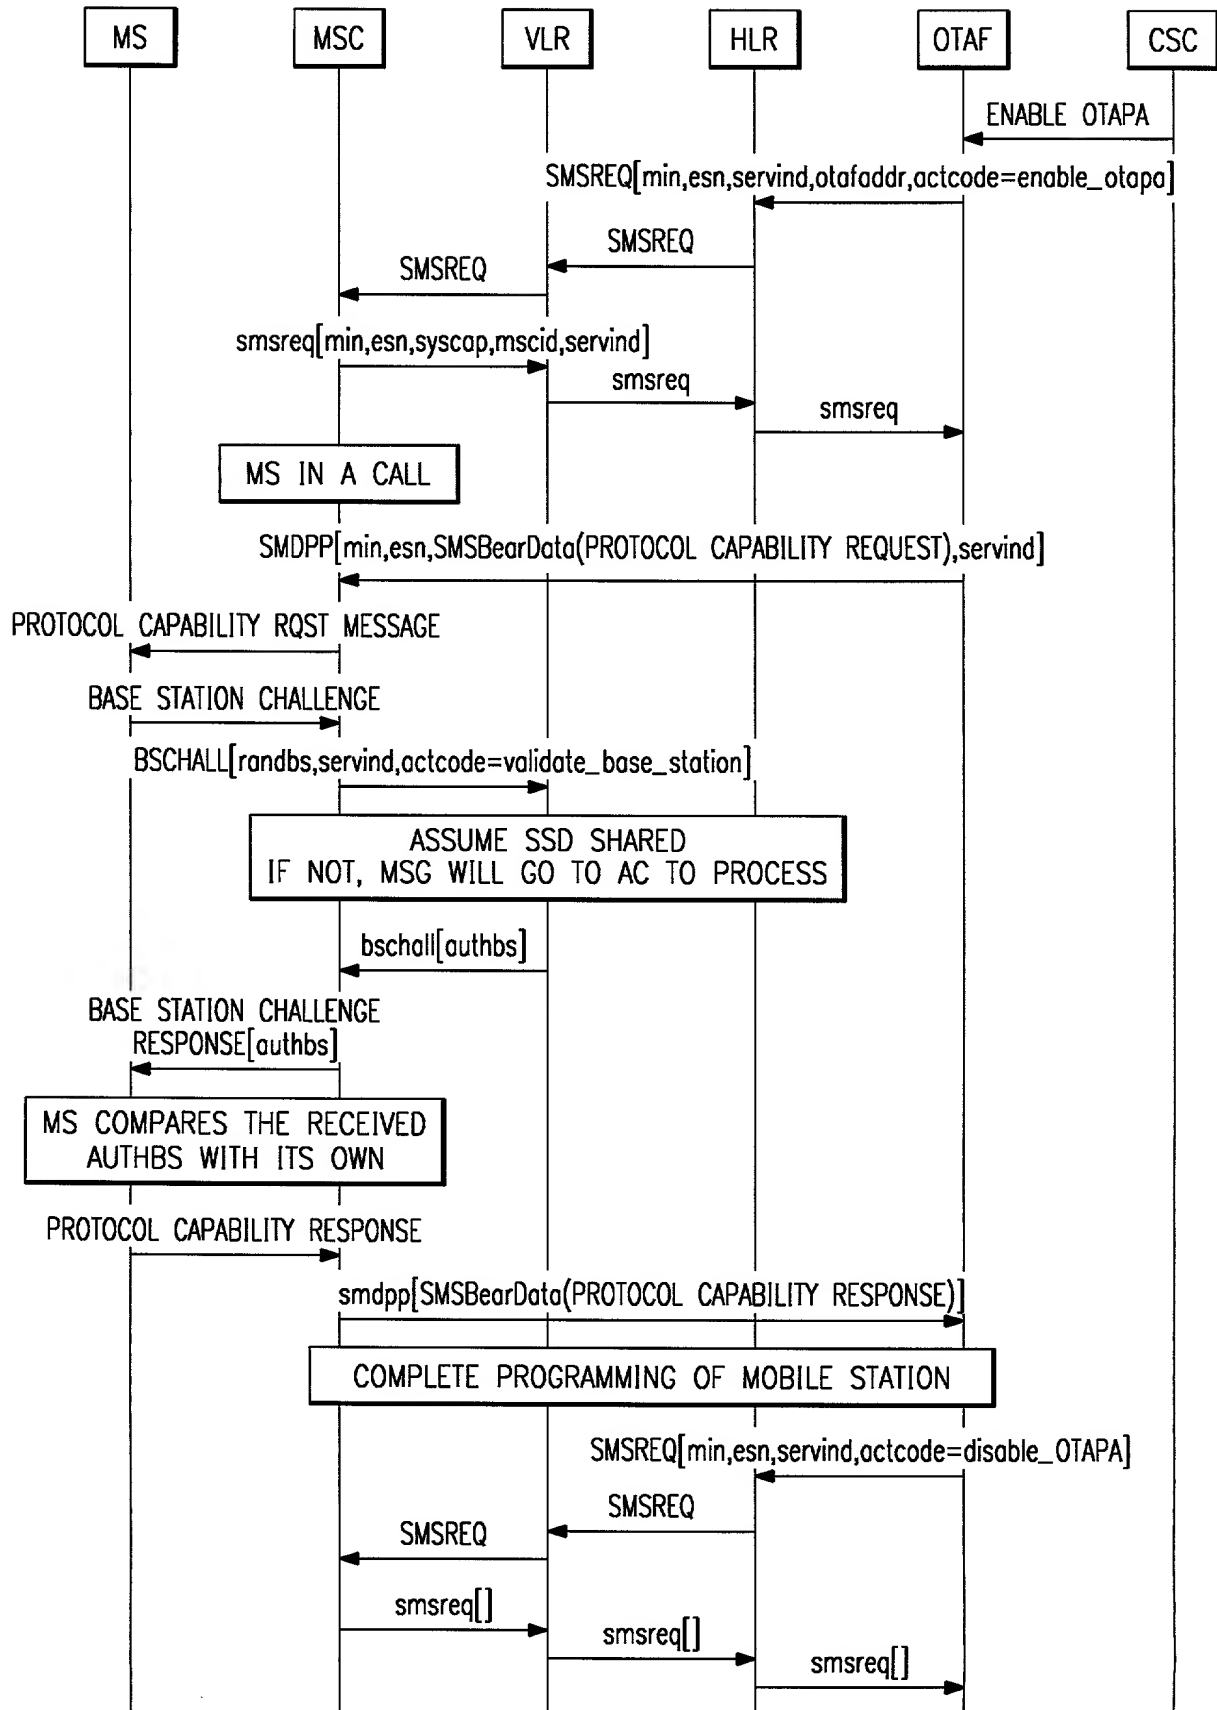 MS MSC VLR HLR OTAF CSC
ENABLE OTAPA
SMSREQ[min,esn,servind,otafaddr,actcode=enable_otapa]
SMSREQ
SMSREQ
smsreq[min,esn,syscap,mscid,servind]
smsreq
smsreq
MS IN A CALL
SMDPP[min,esn,SMSBearData(PROTOCOL CAPABILITY REQUEST),servind]
PROTOCOL CAPABILITY RQST MESSAGE
BASE STATION CHALLENGE
BSCHALL[randbs,servind,actcode=validate_base_station]
ASSUME SSD SHARED
IF NOT, MSG WILL GO TO AC TO PROCESS
bschall[authbs]
BASE STATION CHALLENGE
RESPONSE[authbs]
MS COMPARES THE RECEIVED
AUTHBS WITH ITS OWN
PROTOCOL CAPABILITY RESPONSE
smdpp[SMSBearData(PROTOCOL CAPABILITY RESPONSE)]
COMPLETE PROGRAMMING OF MOBILE STATION
SMSREQ[min,esn,servind,actcode=disable_OTAPA]
SMSREQ
SMSREQ
smsreq[]
smsreq[]
smsreq[]